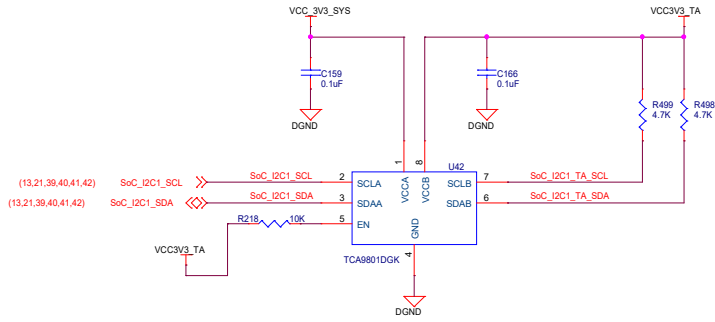 VCC_3V3_SYS
VCC3V3_TA
C159
0.1uF
C166
0.1uF
R499
4.7K
R498
4.7K
DGND
DGND
U42
1
8
(13,21,39,40,41,42)
SoC_I2C1_SCL
SoC_I2C1_SCL
2
SCLA
VCCA
VCCB
SCLB
7
SoC_I2C1_TA_SCL
(13,21,39,40,41,42)
SoC_I2C1_SDA
SoC_I2C1_SDA
3
SDAA
SDAB
6
SoC_I2C1_TA_SDA
R218
10K
5
EN
GND
VCC3V3_TA
TCA9801DGK
4
DGND